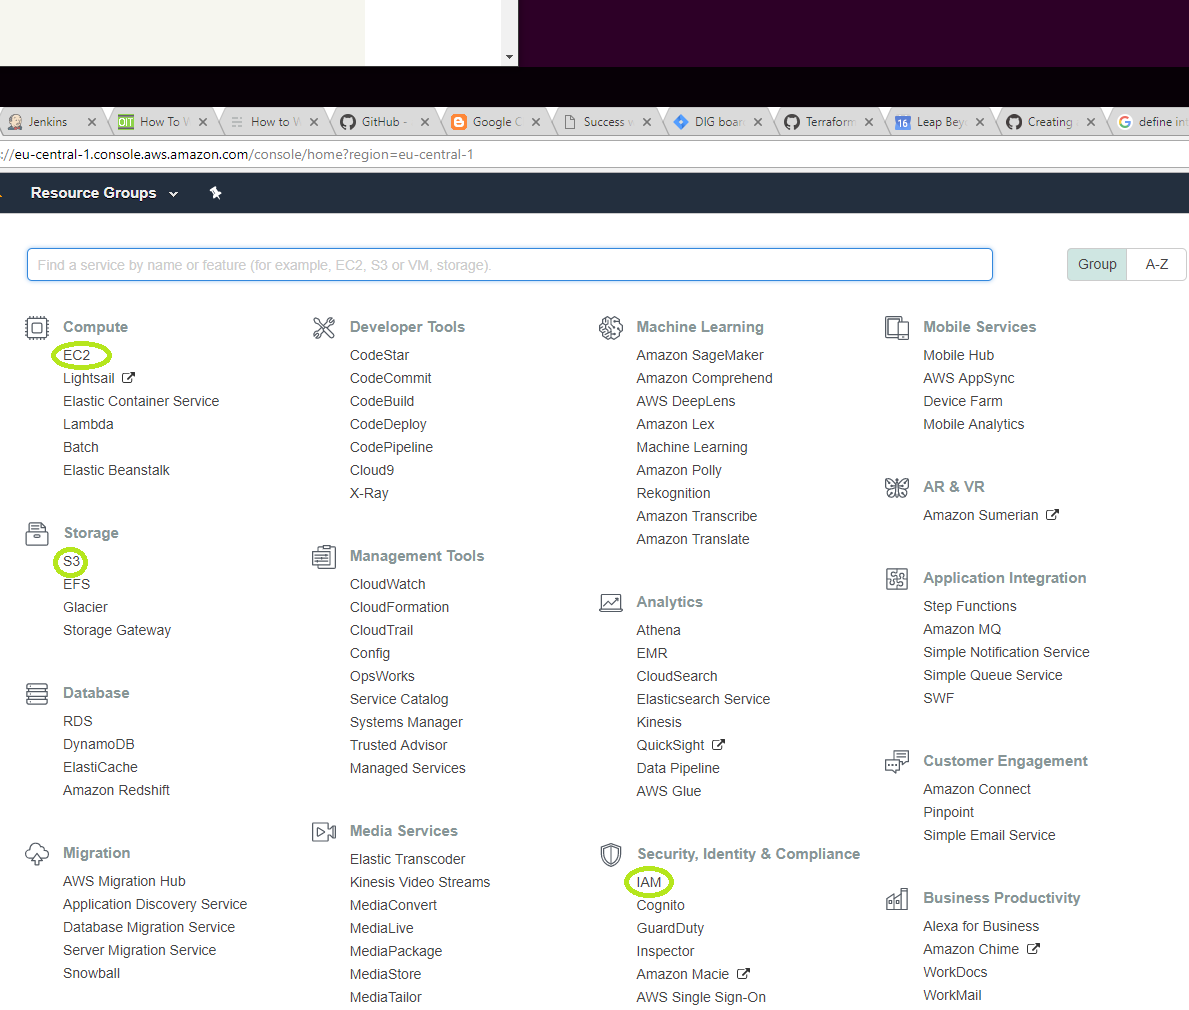 Jenkins
How To W
How to W
GitHub -
Google C
Success w
DIG board
Terraform
Leap Bey
Creating
define int
://eu-central-1.console.aws.amazon.com/console/home?region=eu-central-1
Resource Groups
Find a service by name or feature (for example, EC2, S3 or VM, storage).
Group
A-Z
Compute
EC2
Lightsail
Elastic Container Service
Lambda
Batch
Elastic Beanstalk
Storage
S3
EFS
Glacier
Storage Gateway
Database
RDS
DynamoDB
ElastiCache
Amazon Redshift
Migration
AWS Migration Hub
Application Discovery Service
Database Migration Service
Server Migration Service
Snowball
Developer Tools
CodeStar
CodeCommit
CodeBuild
CodeDeploy
CodePipeline
Cloud9
X-Ray
Management Tools
CloudWatch
CloudFormation
CloudTrail
Config
OpsWorks
Service Catalog
Systems Manager
Trusted Advisor
Managed Services
Media Services
Elastic Transcoder
Kinesis Video Streams
MediaConvert
MediaLive
MediaPackage
MediaStore
MediaTailor
Machine Learning
Amazon SageMaker
Amazon Comprehend
AWS DeepLens
Amazon Lex
Machine Learning
Amazon Polly
Rekognition
Amazon Transcribe
Amazon Translate
Analytics
Athena
EMR
CloudSearch
Elasticsearch Service
Kinesis
QuickSight
Data Pipeline
AWS Glue
Security, Identity & Compliance
IAM
Cognito
GuardDuty
Inspector
Amazon Macie
AWS Single Sign-On
Mobile Services
Mobile Hub
AWS AppSync
Device Farm
Mobile Analytics
AR & VR
Amazon Sumerian
Application Integration
Step Functions
Amazon MQ
Simple Notification Service
Simple Queue Service
SWF
Customer Engagement
Amazon Connect
Pinpoint
Simple Email Service
Business Productivity
Alexa for Business
Amazon Chime
WorkDocs
WorkMail